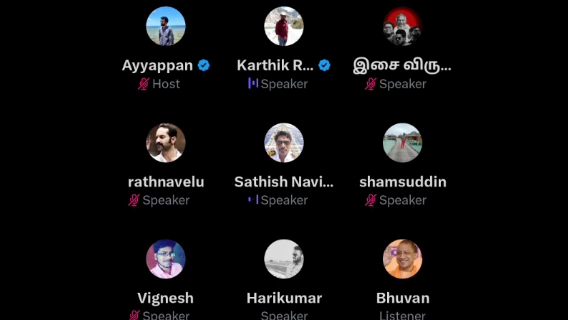 Ayyappan
Karthik R...
இசை விரு...
Host
Speaker
Speaker
rathnavelu
Sathish Navi...
shamsuddin
Speaker
Speaker
Speaker
Vignesh
Harikumar
Bhuvan
Speaker
Speaker
Listener